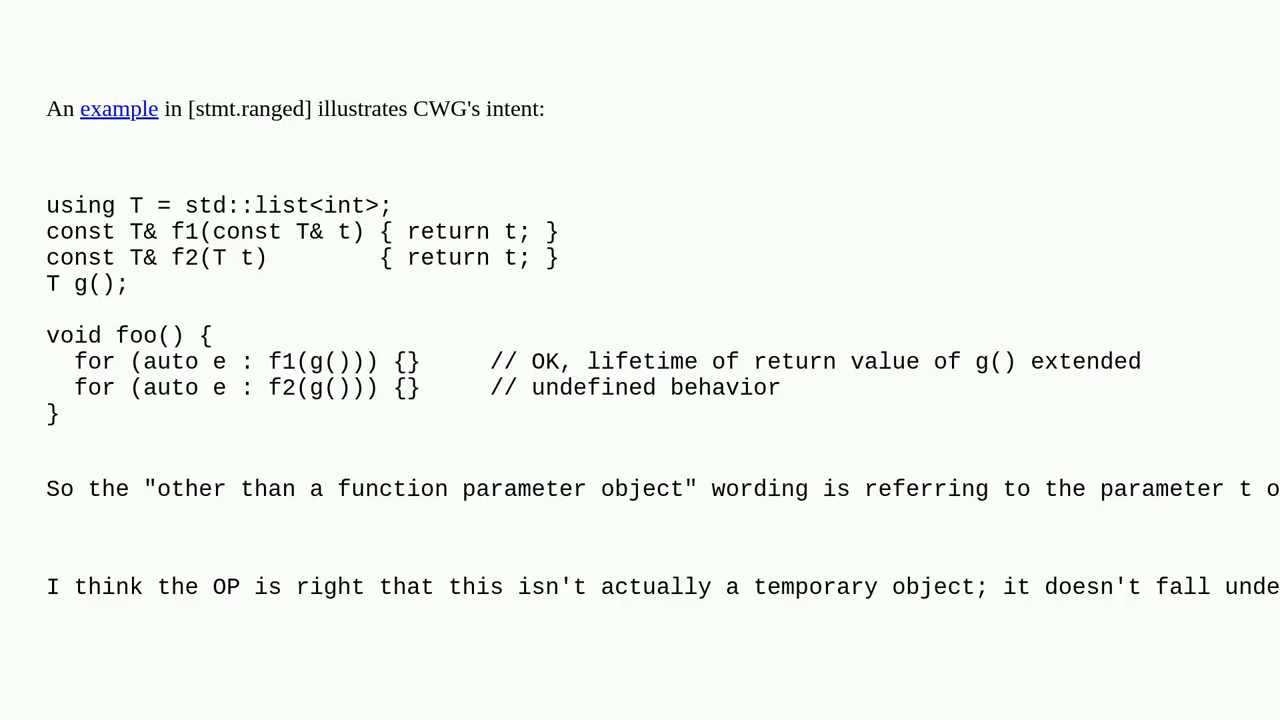 An example in [stmt.ranged] illustrates CWG's intent:
using T = std::list<int>;
const T& f1(const T& t) { return t; }
const T& f2(T t)        { return t; }
T g();
void foo() {
  for (auto e : f1(g())) {}     // OK, lifetime of return value of g() extended
  for (auto e : f2(g())) {}     // undefined behavior
}
So the "other than a function parameter object" wording is referring to the parameter t
I think the OP is right that this isn't actually a temporary object; it doesn't fall